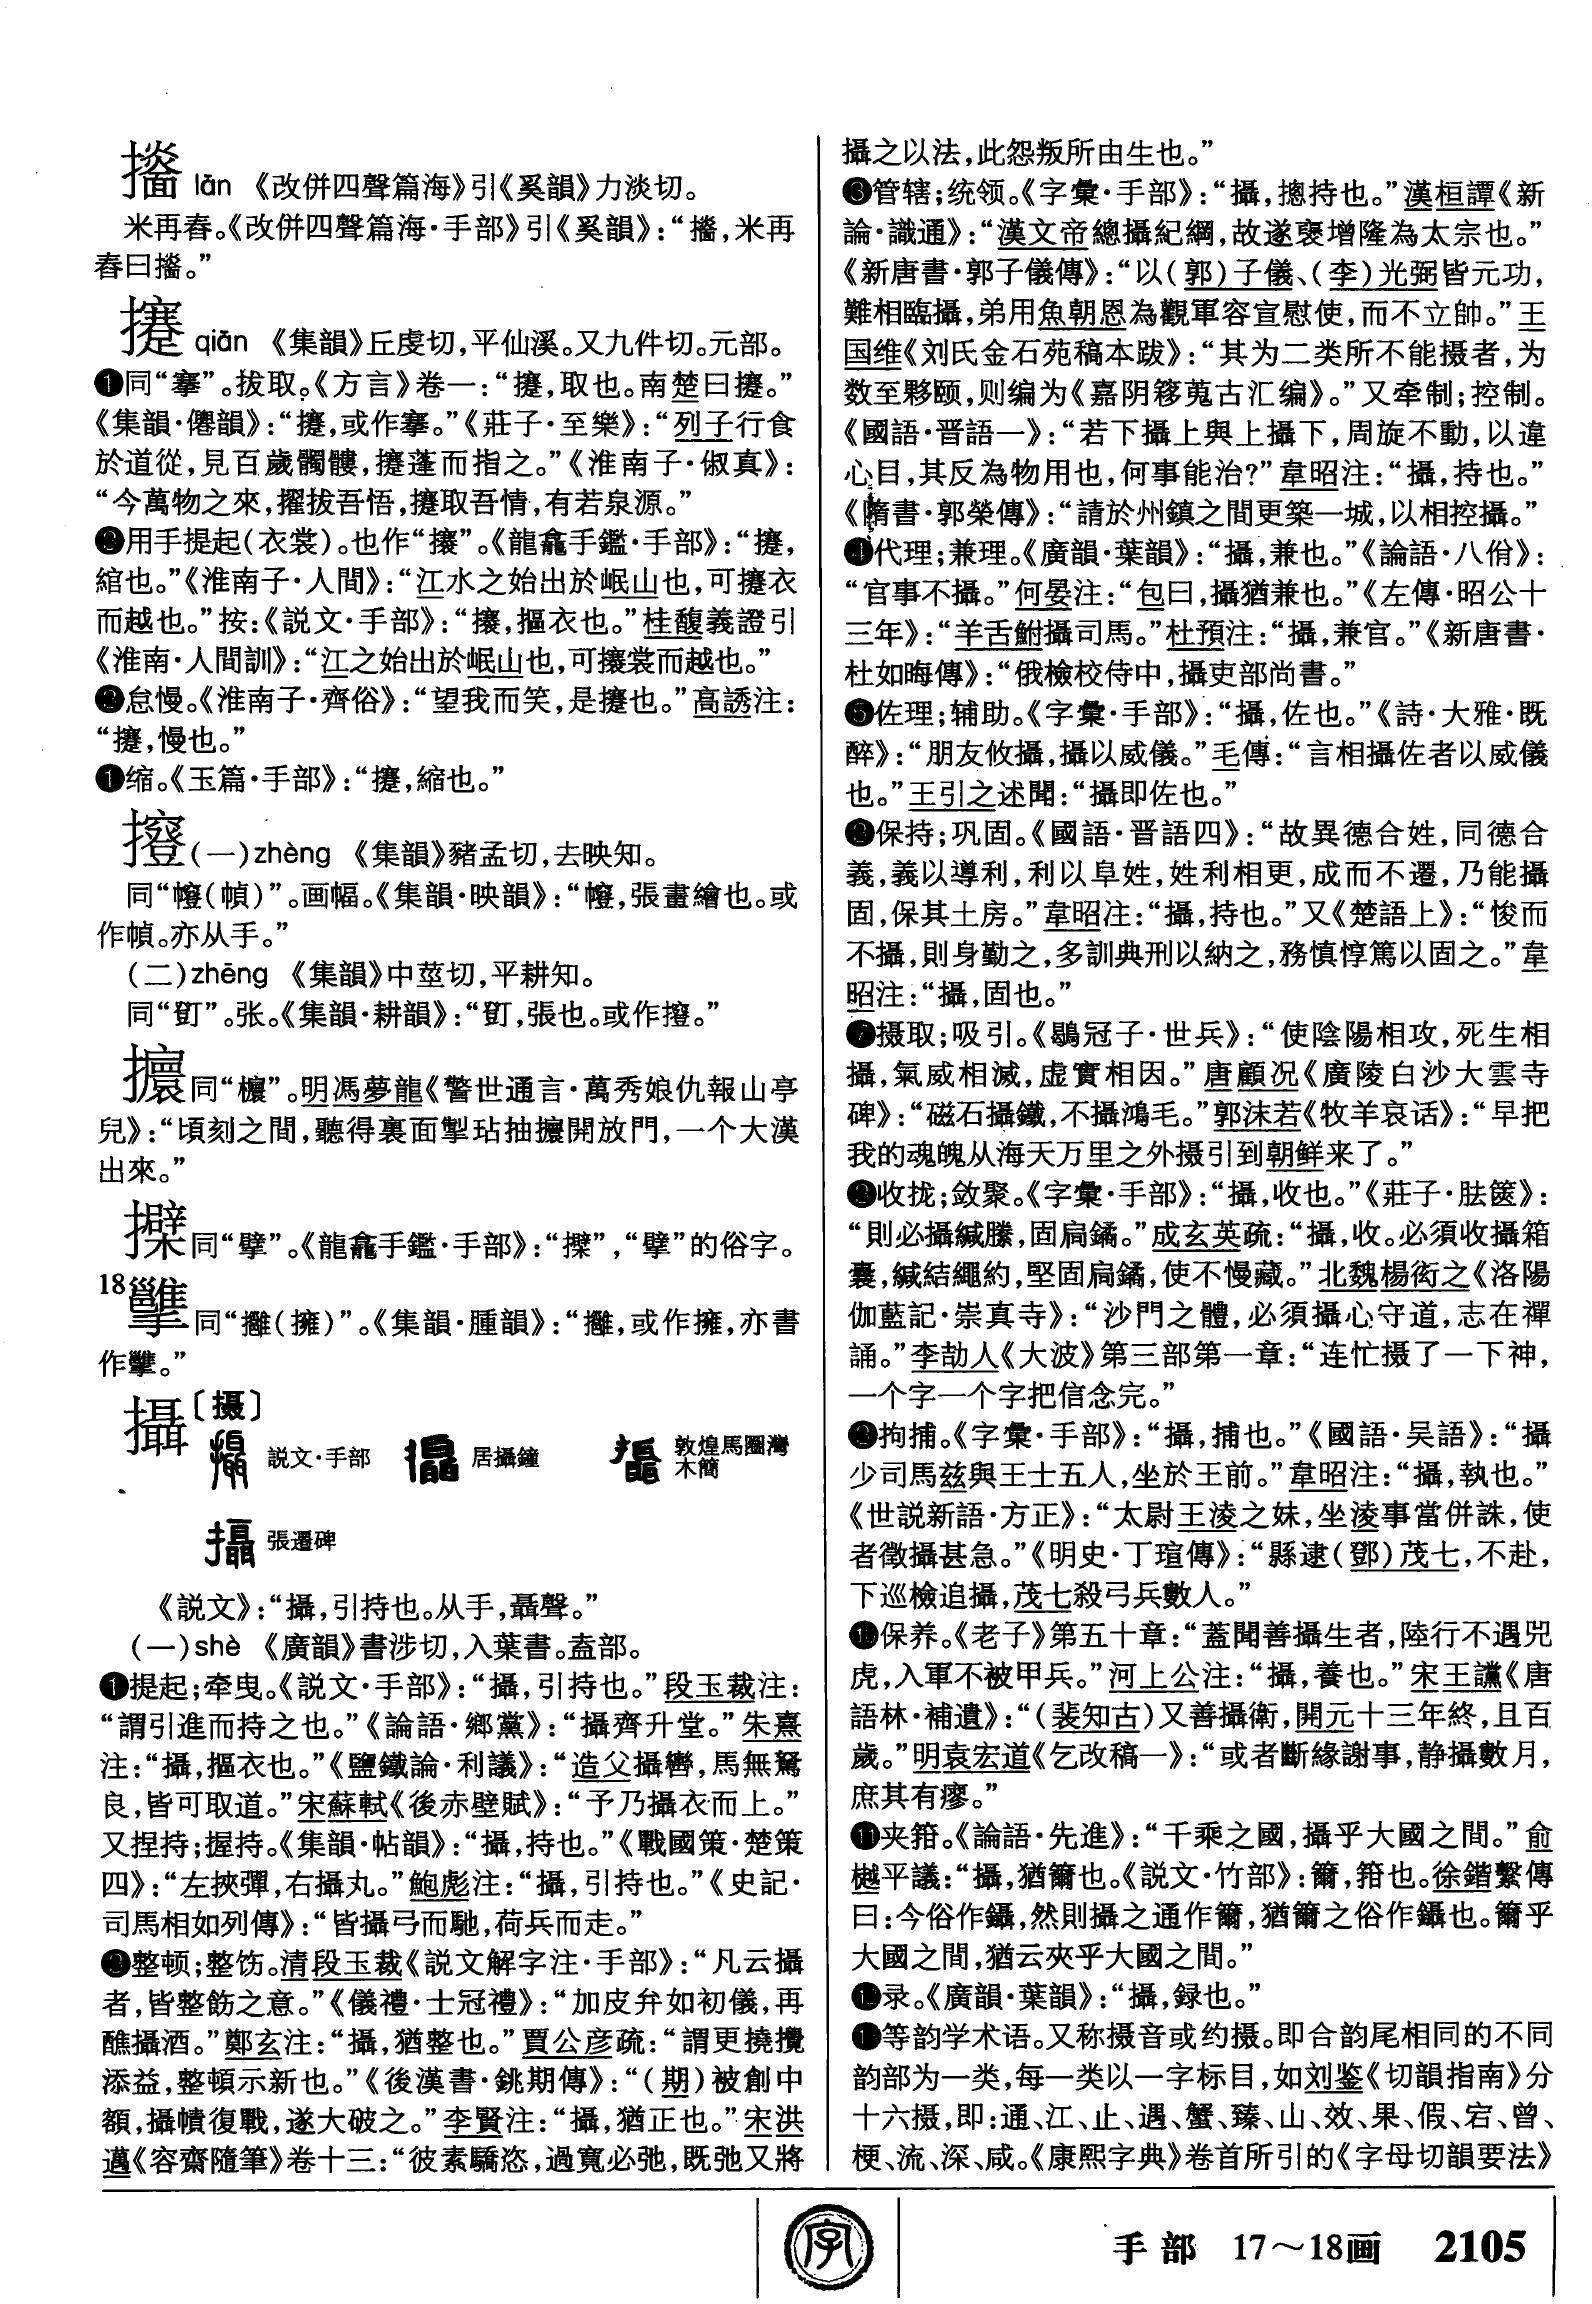 lǎn 《改併四聲篇海》引《奚韻》力淡切。
米再舂。《改併四聲篇海·手部》引《奚韻》：“擥，米再
舂曰
攓 qiān 《集韻》丘虔切，平仙溪。又九件切。元部。
❶同“搴”。拔取。《方言》卷一：“攓，取也。南楚曰攓。”
《集韻·𠎥韻》：“攓，或作搴。”《莊子·至樂》：“列子行食
於道從，見百歲髑髏，攓蓬而指之。”《淮南子·俶真》：
“今萬物之來，擢拔吾悟，攓取吾情，有若泉源。”
❷用手提起（衣裳）。也作“攐”。《龍龕手鑑·手部》：“攓，
綰也。”《淮南子·人間》：“江水之始出於岷山也，可攓衣
而越也。”按：《説文·手部》：“攐，摳衣也。”桂馥義證引
《淮南·人間訓》：“江之始出於岷山也，可攐裳而越也。”
怠慢。《淮南子·齊俗》：“望我而笑，是攓也。”高誘注：
“攓，慢也。”
缩。《玉篇·手部》：“攓，縮也。”
（一）zhèng 《集韻》豬孟切，去映知。
同“（幀）”。画幅。《集韻·映韻》：“，張畫繪也。或
作幀。亦从手。”
（二）zhēng 《集韻》中莖切，平耕知。
同“”。张。《集韻·耕韻》：“，張也。或作。”
同“欀”。明馮夢龍《警世通言·萬秀娘仇報山亭
兒》：“頃刻之間，聽得裏面掣玷抽開放門，一个大漢
出來。”
同“擘”。《龍龕手鑑·手部》：“”，“擘”的俗字。
18
同“㩳（擁）”。《集韻·腫韻》：“，或作擁，亦書
作。”
攝〔摄〕
説文·手部 居攝鐘 敦煌馬圈灣木簡
張遷碑
《説文》：“攝，引持也。从手，聶聲。”
（一）shè 《廣韻》書涉切，入葉書。盍部。
❶提起；牵曳。《説文·手部》：“攝，引持也。”段玉裁注：
“謂引進而持之也。”《論語·鄉黨》：“攝齊升堂。”朱熹
注：“攝，摳衣也。”《鹽鐵論·利議》：“造父攝轡，馬無駑
良，皆可取道。”宋蘇軾《後赤壁賦》：“予乃攝衣而上。”
又捏持；握持。《集韻·帖韻》：“攝，持也。”《戰國策·楚策
四》：“左挾彈，右攝丸。”鮑彪注：“攝，引持也。”《史記·
司馬相如列傳》：“皆攝弓而馳，荷兵而走。”
❷整顿；整饬。清段玉裁《説文解字注·手部》：“凡云攝
者，皆整飭之意。”《儀禮·士冠禮》：“加皮弁如初儀，再
醮攝酒。”鄭玄注：“攝，猶整也。”賈公彦疏：“謂更撓攪
添益，整頓示新也。”《後漢書·銚期傳》：“（期）被創中
額，攝幘復戰，遂大破之。”李賢注：“攝，猶正也。”宋洪
邁《容齋隨筆》卷十三：“彼素驕恣，過寬必弛，既弛又將
攝之以法，此怨叛所由生也。”
❸管辖；统领。《字彙·手部》：“攝，摠持也。”漢桓譚《新
論·識通》：“漢文帝總攝紀綱，故遂褒增隆為太宗也。”
《新唐書·郭子儀傳》：“以（郭）子儀、（李）光弼皆元功，
難相臨攝，弟用魚朝恩為觀軍容宣慰使，而不立帥。”王
国维《刘氏金石苑稿本跋》：“其为二类所不能摄者，为
数至夥颐，则编为《嘉阴簃蒐古汇编》。”又牵制；控制。
《國語·晋語一》：“若下攝上與上攝下，周旋不動，以違
心目，其反為物用也，何事能治？”韋昭注：“攝，持也。”
《隋書·郭榮傳》：“請於州鎮之間更築一城，以相控攝。”
❹代理；兼理。《廣韻·葉韻》：“攝，兼也。”《論語·八佾》：
“官事不攝。”何晏注：“包曰，攝猶兼也。”《左傳·昭公十
三年》：“羊舌鮒攝司馬。”杜預注：“攝，兼官。”《新唐書·
杜如晦傳》：“俄檢校侍中，攝吏部尚書。”
❺佐理；辅助。《字彙·手部》：“攝，佐也。”《詩·大雅·既
醉》：“朋友攸攝，攝以威儀。”毛傳：“言相攝佐者以威儀
也。”王引之述聞：“攝即佐也。”
保持；巩固。《國語·晋語四》：“故異德合姓，同德合
義，義以導利，利以阜姓，姓利相更，成而不遷，乃能攝
固，保其土房。”韋昭注：“攝，持也。”又《楚語上》：“悛而
不攝，則身勤之，多訓典刑以納之，務慎惇篤以固之。”韋
昭注：“攝，固也。”
❼摄取；吸引。《鶡冠子·世兵》：“使陰陽相攻，死生相
攝，氣威相滅，虚實相因。”唐顧况《廣陵白沙大雲寺
碑》：“磁石攝鐵，不攝鴻毛。”郭沫若《牧羊哀话》：“早把
我的魂魄从海天万里之外摄引到朝鲜来了。”
收拢；敛聚。《字彙·手部》：“攝，收也。”《莊子·胠篋》：
“則必攝緘縢，固扃鐍。”成玄英疏：“攝，收。必須收攝箱
囊，緘結繩約，堅固扃鐍，使不慢藏。”北魏楊衒之《洛陽
伽藍記·崇真寺》：“沙門之體，必須攝心守道，志在禪
誦。”李劼人《大波》第三部第一章：“连忙摄了一下神，
一个字一个字把信念完。”
拘捕。《字彙·手部》：“攝，捕也。”《國語·吴語》：“攝
少司馬兹與王士五人，坐於王前。”韋昭注：“攝，執也。”
《世説新語·方正》：“太尉王淩之妹，坐淩事當併誅，使
者徵攝甚急。”《明史·丁瑄傳》：“縣逮（鄧）茂七，不赴，
下巡檢追攝，茂七殺弓兵數人。”
保养。《老子》第五十章：“蓋聞善攝生者，陸行不遇兕
虎，入軍不被甲兵。”河上公注：“攝，養也。”宋王讜《唐
語林·補遺》：“（裴知古）又善攝衛，開元十三年終，且百
歲。”明袁宏道《乞改稿一》：“或者斷緣謝事，静攝數月，
庶其有瘳。”
⓫夹箝。《論語·先進》：“千乘之國，攝乎大國之間。”俞
樾平議：“攝，猶籋也。《説文·竹部》：籋，箝也。徐鍇繫傳
曰：今俗作鑷，然則攝之通作籋，猶籋之俗作鑷也。籋乎
大國之間，猶云夾乎大國之間。”
录。《廣韻·葉韻》：“攝，録也。”
等韵学术语。又称摄音或约摄。即合韵尾相同的不同
韵部为一类，每一类以一字标目，如刘鉴《切韻指南》分
十六摄，即：通、江、止、遇、蟹、臻、山、效、果、假、宕、曾、
梗、流、深、咸。《康熙字典》卷首所引的《字母切韻要法》
字
手部 17～18画 2105